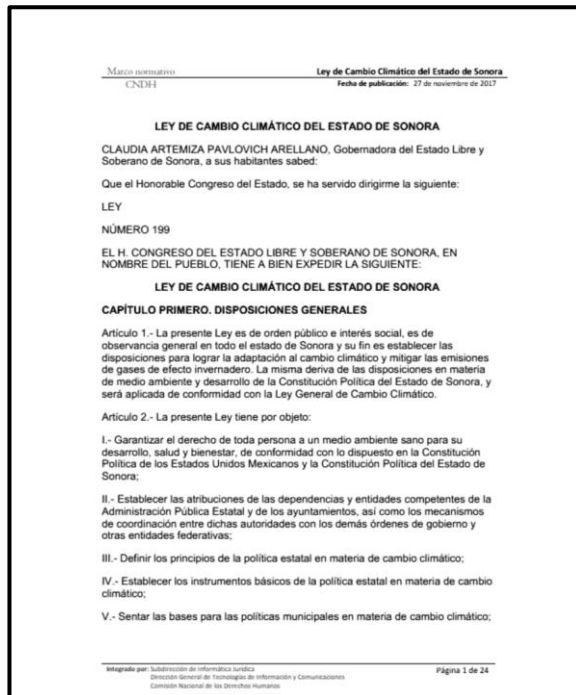 Marco normativo
CNDH
Ley de Cambio Climático del Estado de Sonora
Fecha de publicación: 27 de noviembre de 2017
LEY DE CAMBIO CLIMÁTICO DEL ESTADO DE SONORA
CLAUDIA ARTEMIZA PAVLOVICH ARELLANO, Gobernadora del Estado Libre y
Soberano de Sonora, a sus habitantes sabed:
Que el Honorable Congreso del Estado, se ha servido dirigirme la siguiente:
LEY
NÚMERO 199
EL H. CONGRESO DEL ESTADO LIBRE Y SOBERANO DE SONORA, EN
NOMBRE DEL PUEBLO, TIENE A BIEN EXPEDIR LA SIGUIENTE:
LEY DE CAMBIO CLIMÁTICO DEL ESTADO DE SONORA
CAPÍTULO PRIMERO. DISPOSICIONES GENERALES
Artículo 1.- La presente Ley es de orden público e interés social, es de
observancia general en todo el estado de Sonora y su fin es establecer las
disposiciones para lograr la adaptación al cambio climático y mitigar las emisiones
de gases de efecto invernadero. La misma deriva de las disposiciones en materia
de medio ambiente y desarrollo de la Constitución Política del Estado de Sonora, y
será aplicada de conformidad con la Ley General de Cambio Climático.
Artículo 2.- La presente Ley tiene por objeto:
I.- Garantizar el derecho de toda persona a un medio ambiente sano para su
desarrollo, salud y bienestar, de conformidad con lo dispuesto en la Constitución
Política de los Estados Unidos Mexicanos y la Constitución Política del Estado de
Sonora;
II.- Establecer las atribuciones de las dependencias y entidades competentes de la
Administración Pública Estatal y de los ayuntamientos, así como los mecanismos
de coordinación entre dichas autoridades con los demás órdenes de gobierno y
otras entidades federativas;
III.- Definir los principios de la política estatal en materia de cambio climático;
IV.- Establecer los instrumentos básicos de la política estatal en materia de cambio
climático;
V.- Sentar las bases para las políticas municipales en materia de cambio climático;
Integrado por: Subdirección de Informática Jurídica
Dirección General de Tecnologías de Información y Comunicaciones
Comisión Nacional de los Derechos Humanos
Página 1 de 24